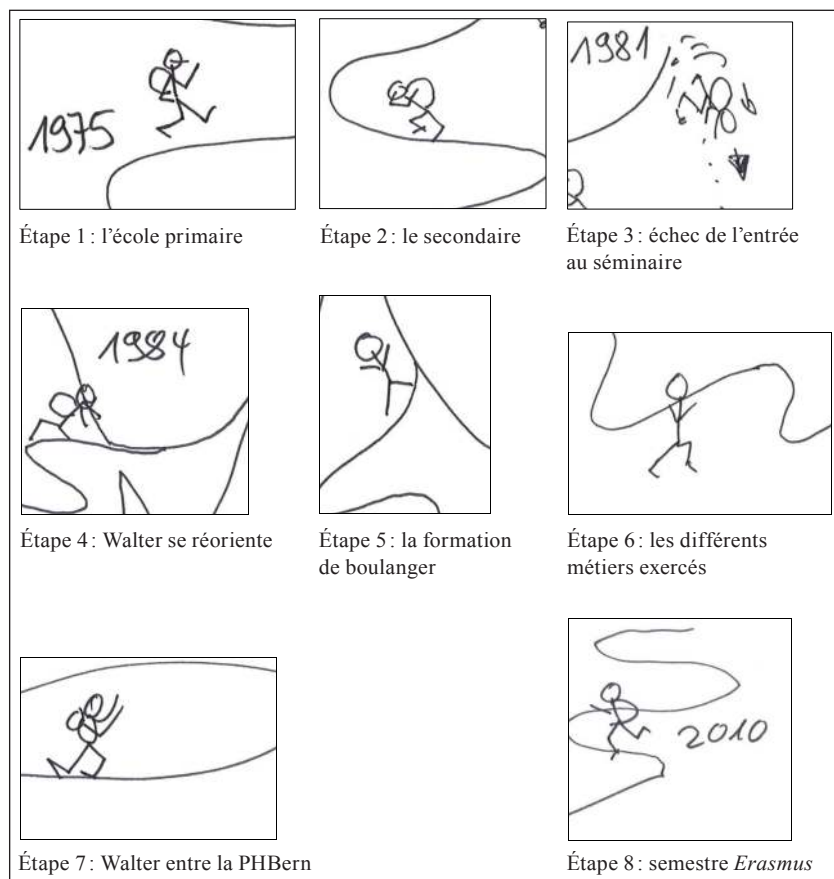 1975
1981
Étape 1 : l’école primaire
Étape 2 : le secondaire
Étape 3 : échec de l’entrée
au séminaire
1984
Étape 4 : Walter se réoriente
Étape 5 : la formation
de boulanger
Étape 6 : les différents
métiers exercés
2010
Étape 7 : Walter entre la PHBern
Étape 8 : semestre Erasmus